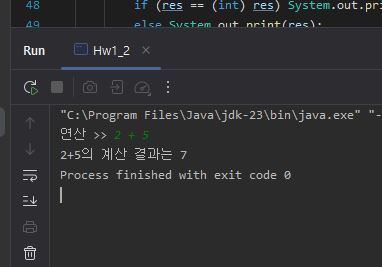 48 if (res == (int) res) System.out.pr
49 else System.out.print(res);
Run Hw1_2
"C:\Program Files\Java\jdk-23\bin\java.exe" "-
연산 >> 2 + 5
2+5의 계산 결과는 7
Process finished with exit code 0